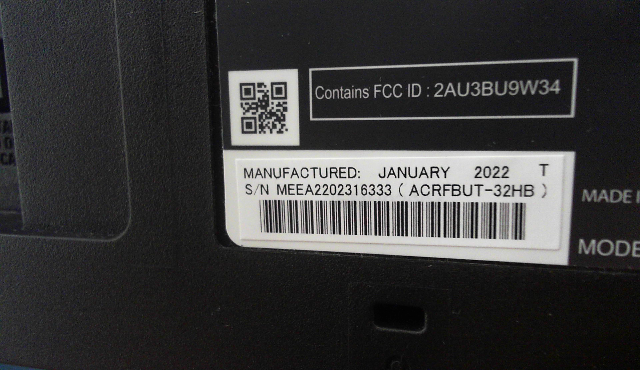 Contains FCC ID : 2AU3BU9W34
MANUFACTURED: JANUARY 2022 T
S/N MEEA2202316333 ( ACRFBUT-32HB )
MADE
MODE